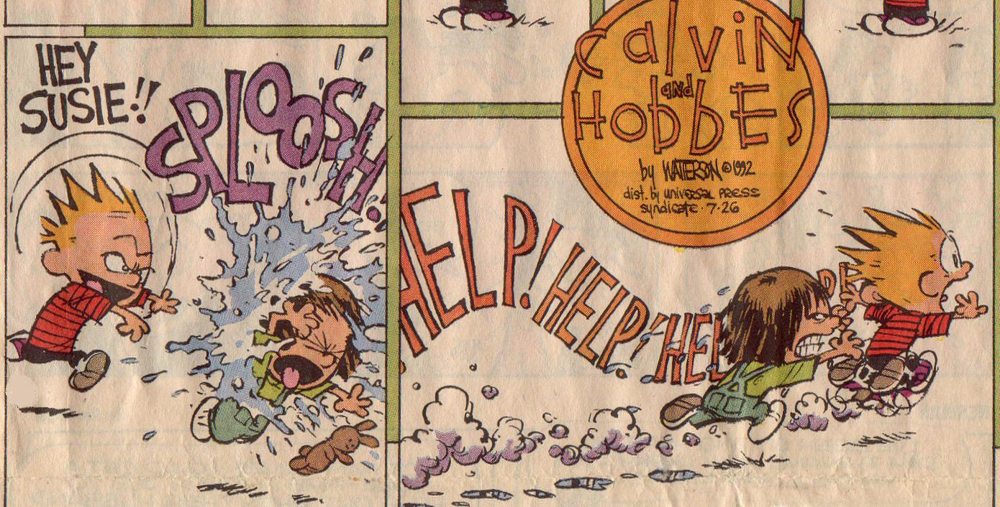 HEY
SUSIE!!
SPLOOSH!
Calvin
and
HObbES
by WATTERSON © 1992
dist. by UNIVERSAL PRESS
syndicate · 7·26
HELP! HELP! HEL